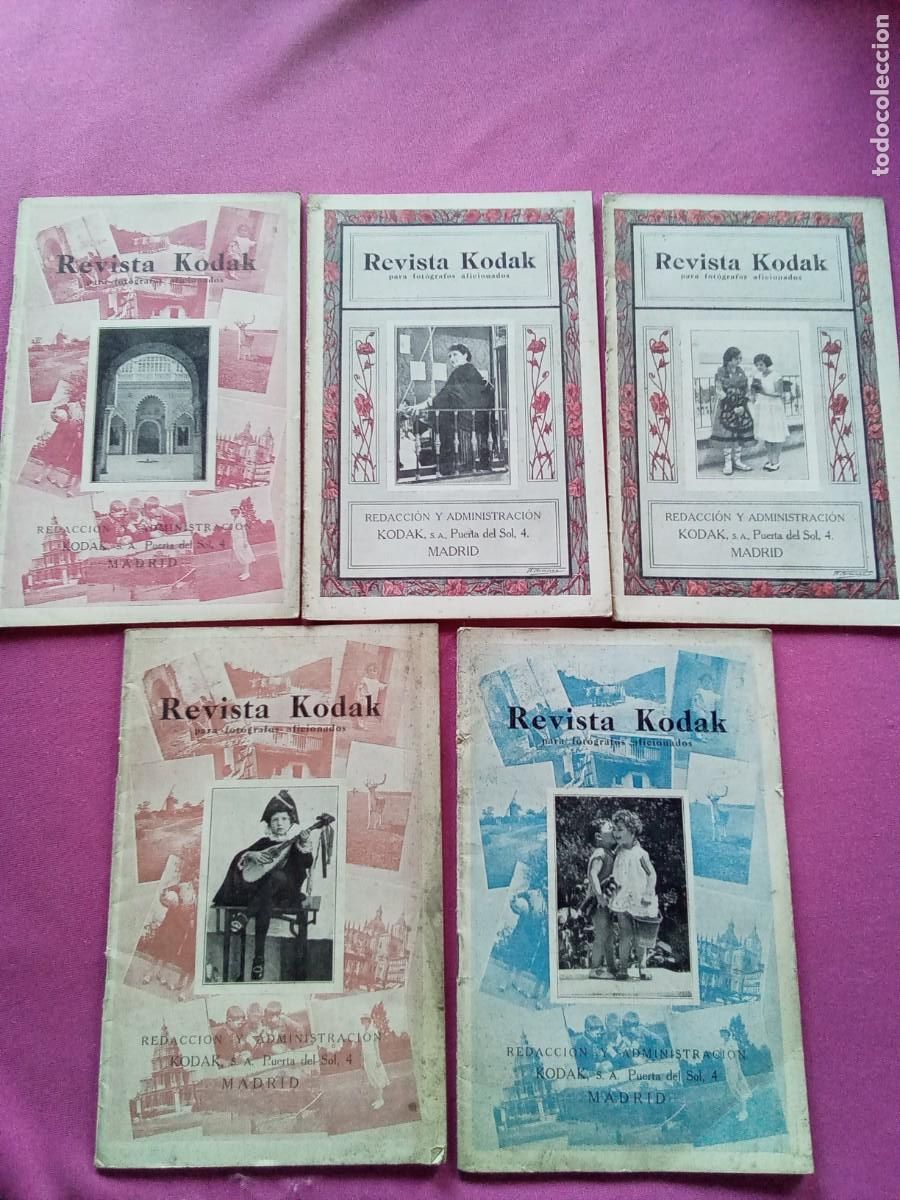 todocoleccion
Revista Kodak
para fotógrafos aficionados
REDACCIÓN Y ADMINISTRACIÓN
KODAK, S. A. Puerta del Sol, 4
MADRID
Revista Kodak
para fotógrafos aficionados
REDACCIÓN Y ADMINISTRACIÓN
KODAK, S.A., Puerta del Sol, 4.
MADRID
Revista Kodak
para fotógrafos aficionados
REDACCIÓN Y ADMINISTRACIÓN
KODAK, S.A., Puerta del Sol, 4.
MADRID
Revista Kodak
para fotógrafos aficionados
REDACCIÓN Y ADMINISTRACIÓN
KODAK, S. A. Puerta del Sol, 4
MADRID
Revista Kodak
para fotógrafos aficionados
REDACCIÓN Y ADMINISTRACIÓN
KODAK, S. A. Puerta del Sol, 4
MADRID